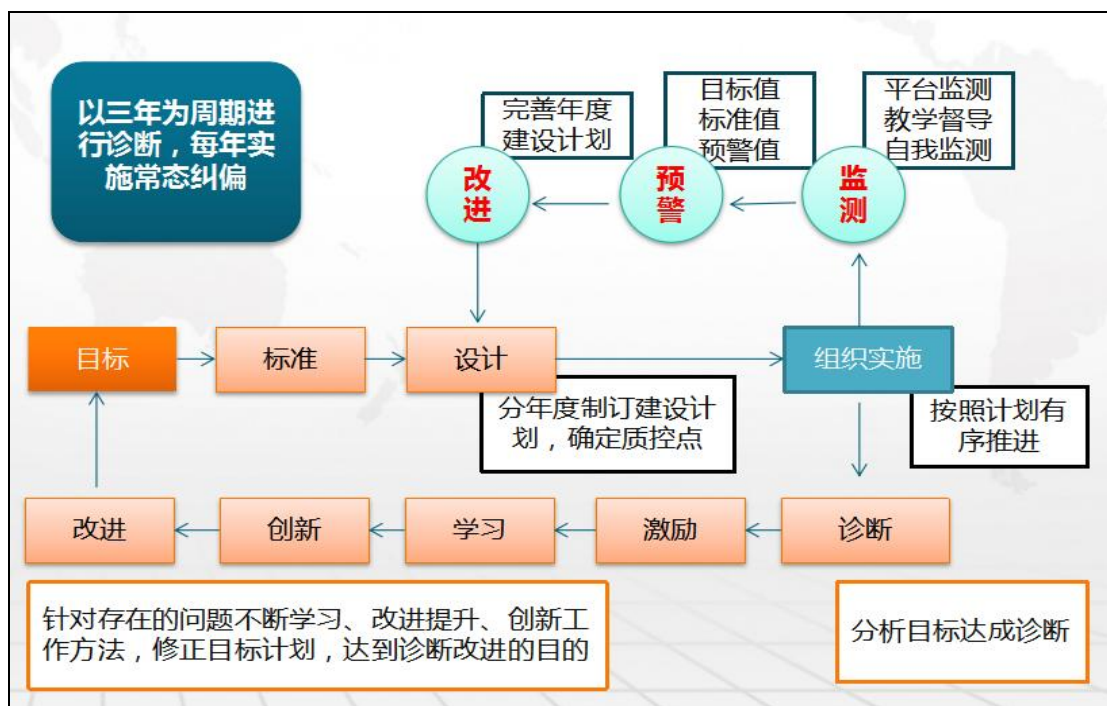 以三年为周期进
行诊断，每年实
施常态纠偏
完善年度
建设计划
目标值
标准值
预警值
平台监测
教学督导
自我监测
改
进
预
警
监
测
目标
标准
设计
组织实施
分年度制订建设计
划，确定质控点
按照计划有
序推进
改进
创新
学习
激励
诊断
针对存在的问题不断学习、改进提升、创新工
作方法，修正目标计划，达到诊断改进的目的
分析目标达成诊断